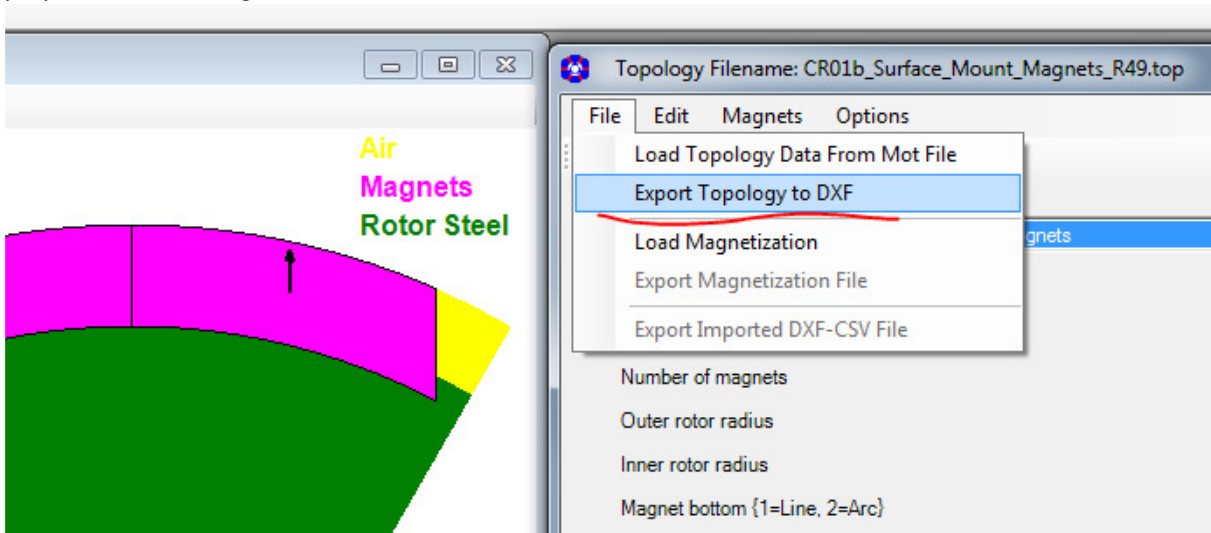 Air
Magnets
Rotor Steel
Topology Filename: CR01b_Surface_Mount_Magnets_R49.top
File Edit Magnets Options
Load Topology Data From Mot File
Export Topology to DXF
Load Magnetization
gnets
Export Magnetization File
Export Imported DXF-CSV File
Number of magnets
Outer rotor radius
Inner rotor radius
Magnet bottom {1=Line, 2=Arc}